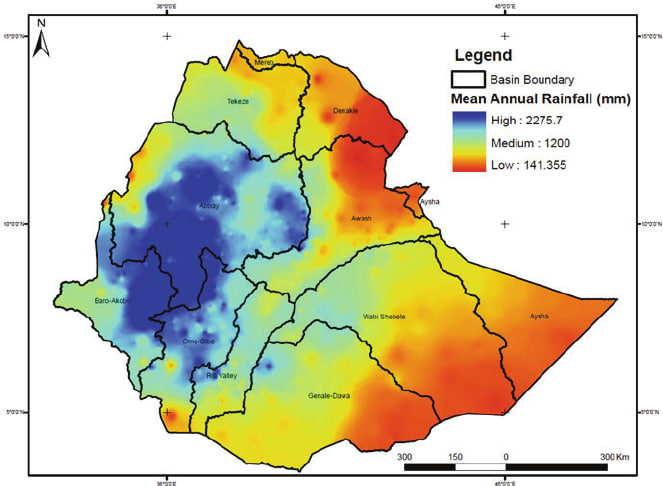 36°0'0"E
45°0'0"E
N
15°0'0"N
15°0'0"N
Legend
Basin Boundary
Mean Annual Rainfall (mm)
High : 2275.7
Medium : 1200
Low : 141.355
Mereb
Tekeze
Denakle
Abbay
Aysha
Awash
10°0'0"N
10°0'0"N
Baro-Akobo
Wabi Shebele
Aysha
Omo-Gibe
Rift Valley
Genale-Dawa
5°0'0"N
5°0'0"N
300 150 0 300 Km
36°0'0"E
45°0'0"E